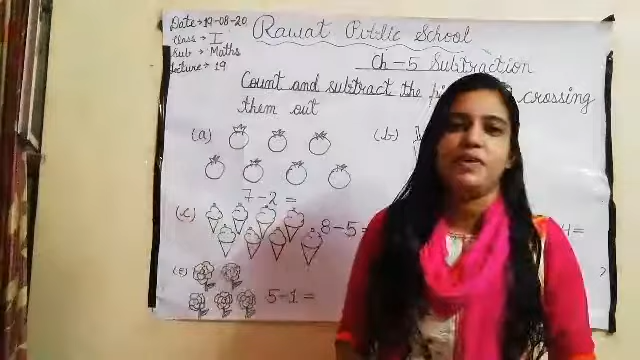 Date→19-08-20
Rawat Public School
Class → I
Sub → Maths
Lecture → 19
Ch-5 Subtraction
Count and subtract the crossing
them out
(a)
(b)
7-2 =
(c)
8-5=
4=
(e)
5-1=